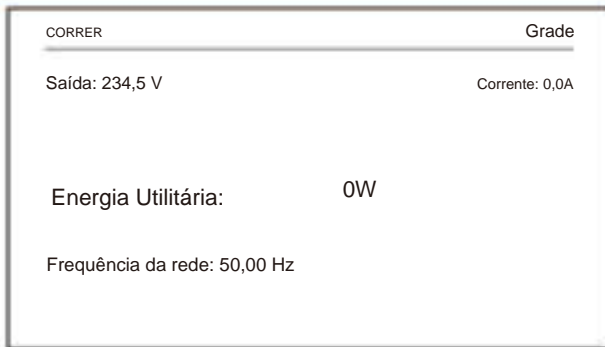 CORRER Grade
Saída: 234,5 V Corrente: 0,0A
Energia Utilitária: 0W
Frequência da rede: 50,00 Hz